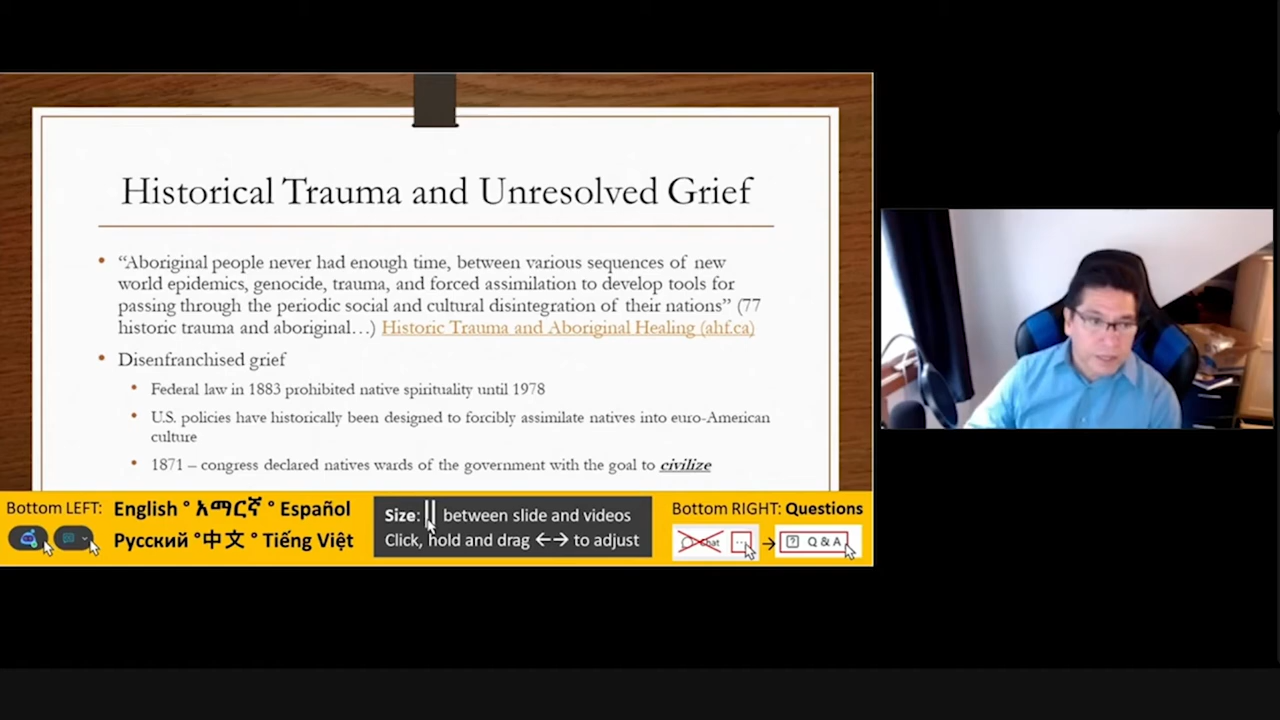 Historical Trauma and Unresolved Grief
• “Aboriginal people never had enough time, between various sequences of new
world epidemics, genocide, trauma, and forced assimilation to develop tools for
passing through the periodic social and cultural disintegration of their nations” (77
historic trauma and aboriginal…) Historic Trauma and Aboriginal Healing (ahf.ca)
• Disenfranchised grief
• Federal law in 1883 prohibited native spirituality until 1978
• U.S. policies have historically been designed to forcibly assimilate natives into euro-American
culture
• 1871 – congress declared natives wards of the government with the goal to civilize
Bottom LEFT: English ° አማርኛ ° Español
Русский °中文 ° Tiếng Việt
Size: || between slide and videos
Click, hold and drag ←→ to adjust
Bottom RIGHT: Questions
Chat ... → ? Q & A